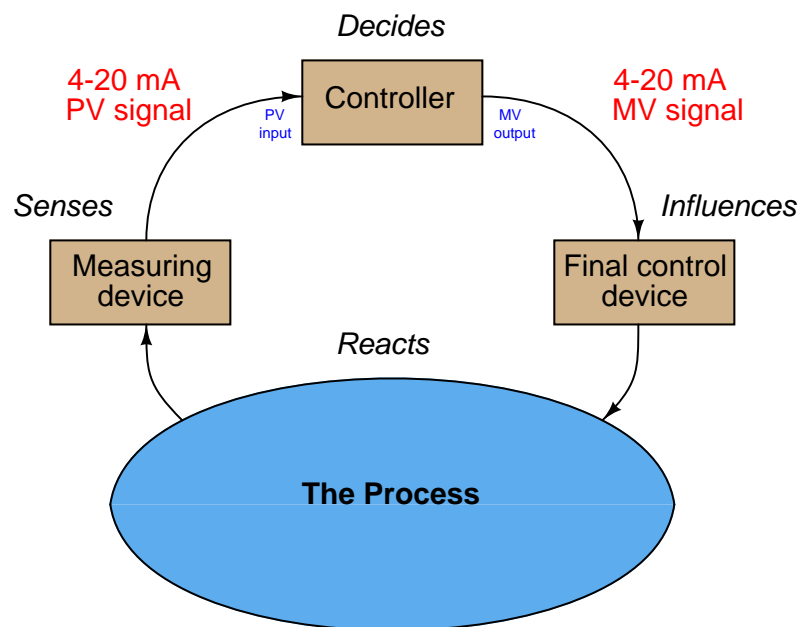 Decides
4-20 mA
PV signal
Controller
4-20 mA
MV signal
PV
input
MV
output
Senses
Influences
Measuring
device
Final control
device
Reacts
The Process